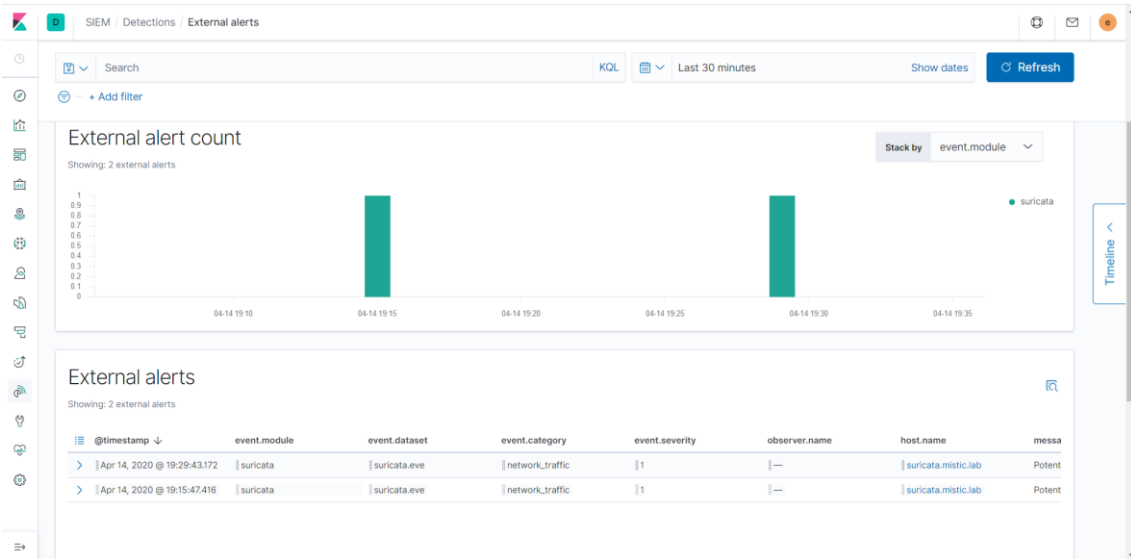 D SIEM / Detections / External alerts e
Search KQL Last 30 minutes Show dates Refresh
+ Add filter
External alert count
Stack by event.module
Showing: 2 external alerts
1
0.9
0.8
0.7
0.6
0.5
0.4
0.3
0.2
0.1
0
suricata
04-14 19:10 04-14 19:15 04-14 19:20 04-14 19:25 04-14 19:30 04-14 19:35
Timeline
External alerts
Showing: 2 external alerts
@timestamp event.module event.dataset event.category event.severity observer.name host.name messa
Apr 14, 2020 @ 19:29:43.172 suricata suricata.eve network_traffic 1 — suricata.mistic.lab Potent
Apr 14, 2020 @ 19:15:47.416 suricata suricata.eve network_traffic 1 — suricata.mistic.lab Potent